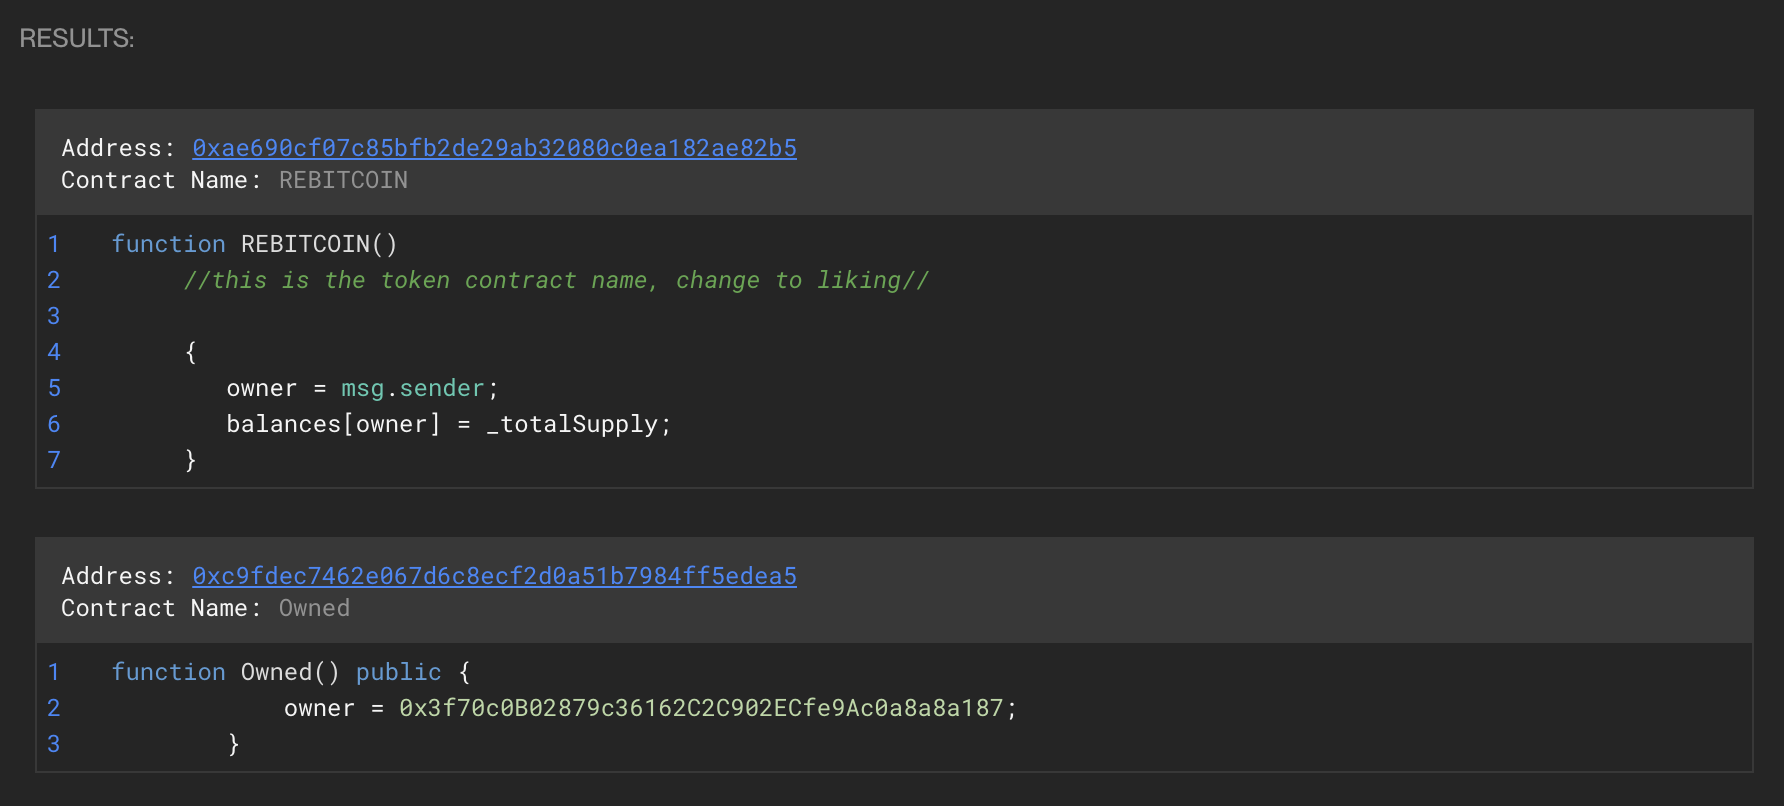 RESULTS:
Address: 0xae690cf07c85bfb2de29ab32080c0ea182ae82b5
Contract Name: REBITCOIN
1 function REBITCOIN()
2 //this is the token contract name, change to liking//
3
4 {
5 owner = msg.sender;
6 balances[owner] = _totalSupply;
7 }
Address: 0xc9fdec7462e067d6c8ecf2d0a51b7984ff5edea5
Contract Name: Owned
1 function Owned() public {
2 owner = 0x3f70c0B02879c36162C2C902ECfe9Ac0a8a8a187;
3 }